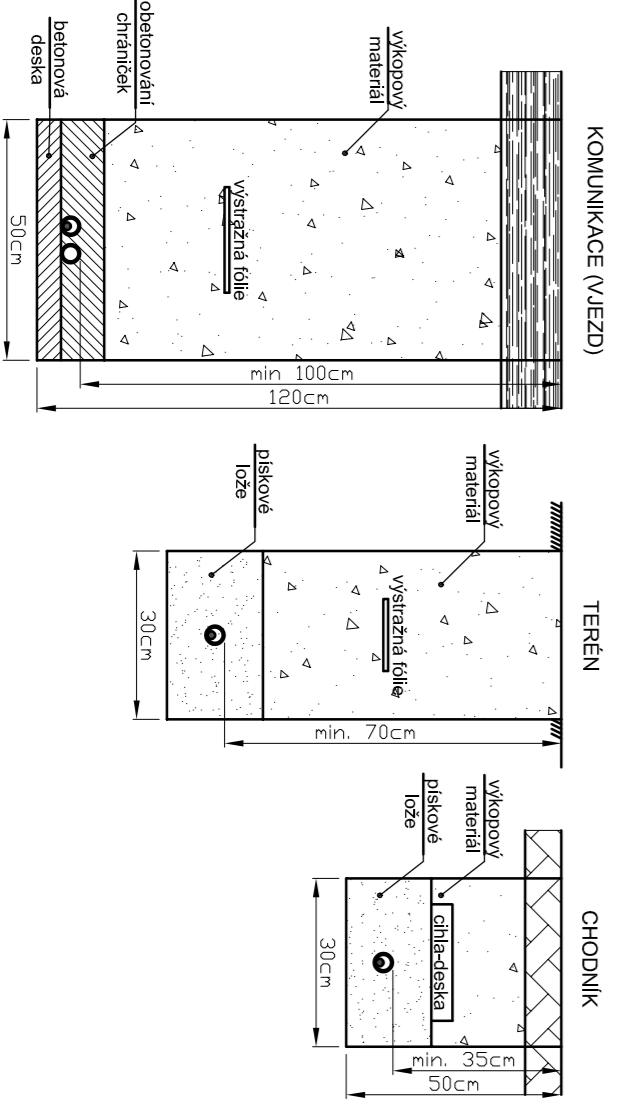 KOMUNIKACE (VJEZD)
výkopový
materiál
obetonování
chrániček
betonová
deska
výstražná fólie
50cm
min 100cm
120cm
TERÉN
výkopový
materiál
pískové
lože
výstražná fólie
30cm
min. 70cm
CHODNÍK
výkopový
materiál
pískové
lože
cihla-deska
30cm
min. 35cm
50cm